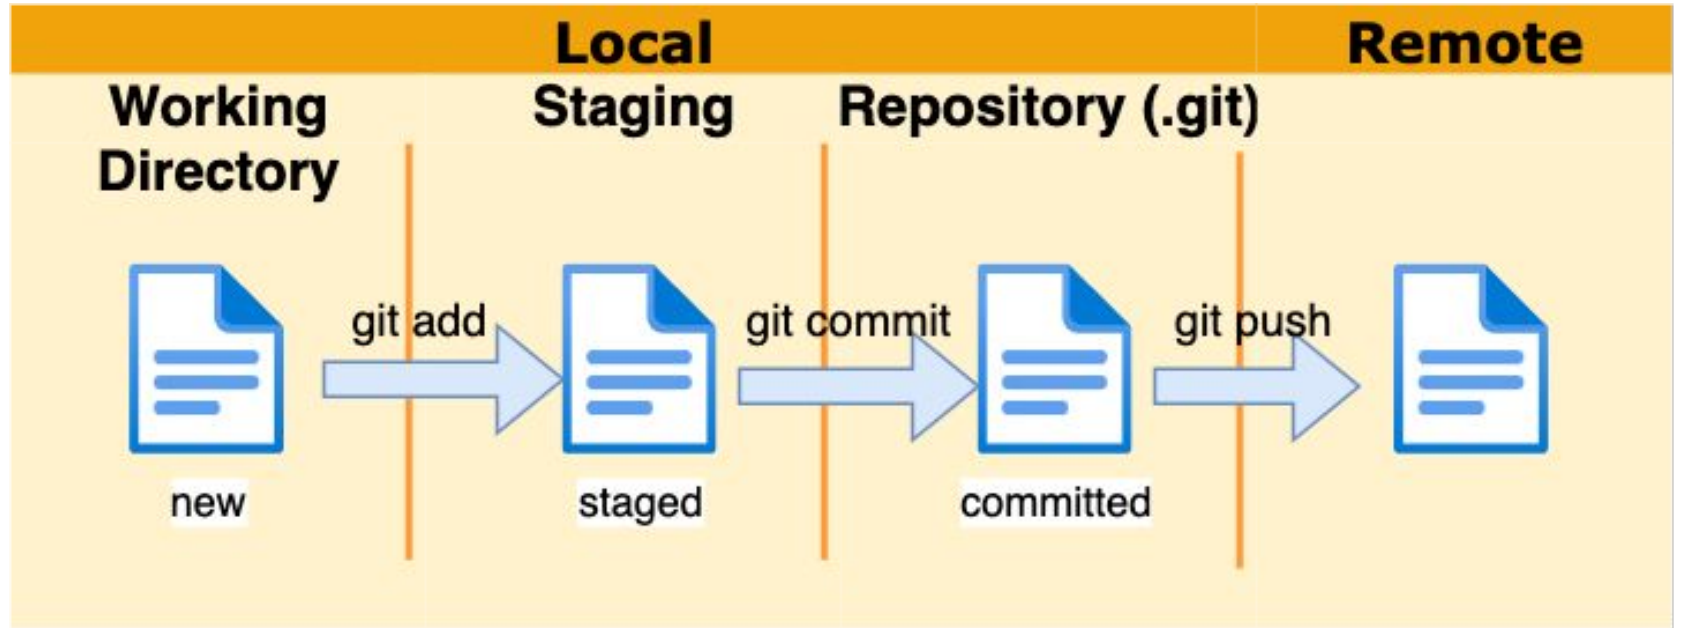 Local
Remote
Working
Directory
Staging
Repository (.git)
git add
git commit
git push
new
staged
committed